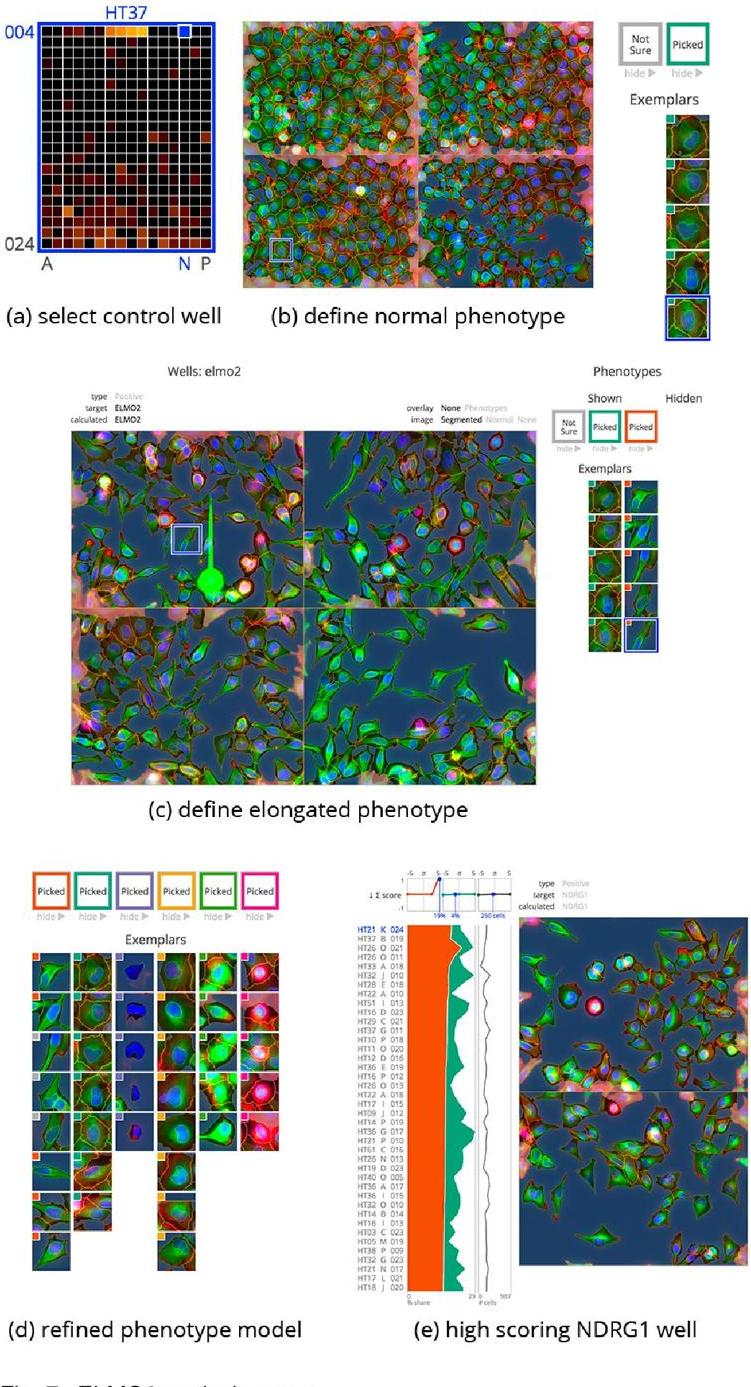 HT37
004
024
A N P
Not Sure Picked
hide ▶ hide ▶
Exemplars
(a) select control well
(b) define normal phenotype
Wells: elmo2
type Positive
target ELMO2
calculated ELMO2
overlay None Phenotypes
image Segmented Normal None
Phenotypes
Shown Hidden
Not Sure Picked Picked
hide ▶ hide ▶ hide ▶
Exemplars
(c) define elongated phenotype
Picked Picked Picked Picked Picked Picked
hide ▶ hide ▶ hide ▶ hide ▶ hide ▶ hide ▶
Exemplars
(d) refined phenotype model
-5 σ 5 -5 σ 5 -5 σ 5
1
↓ Σ score
-1
19% 4% 250 cells
type Positive
target NDRG1
calculated NDRG1
HT21 K 024
HT37 B 019
HT26 O 021
HT26 O 011
HT33 A 018
HT32 J 010
HT28 E 018
HT22 A 010
HT51 I 013
HT16 D 023
HT29 C 021
HT37 G 011
HT10 P 018
HT11 O 020
HT12 D 016
HT36 E 019
HT16 P 012
HT26 O 013
HT22 A 018
HT17 I 015
HT09 J 012
HT14 P 019
HT36 G 017
HT21 P 010
HT61 C 016
HT26 N 013
HT19 D 023
HT40 O 005
HT36 A 017
HT36 I 015
HT32 O 010
HT14 B 014
HT16 I 013
HT03 C 023
HT05 M 019
HT38 P 009
HT32 G 023
HT21 N 017
HT17 L 021
HT18 J 020
0 29 0 987
% share # cells
(e) high scoring NDRG1 well